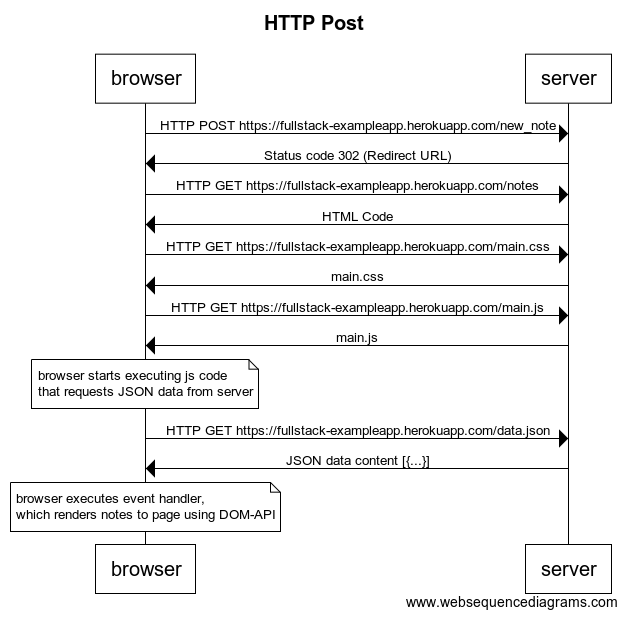 HTTP Post
browser
server
HTTP POST https://fullstack-exampleapp.herokuapp.com/new_note
Status code 302 (Redirect URL)
HTTP GET https://fullstack-exampleapp.herokuapp.com/notes
HTML Code
HTTP GET https://fullstack-exampleapp.herokuapp.com/main.css
main.css
HTTP GET https://fullstack-exampleapp.herokuapp.com/main.js
main.js
browser starts executing js code
that requests JSON data from server
HTTP GET https://fullstack-exampleapp.herokuapp.com/data.json
JSON data content [{...}]
browser executes event handler,
which renders notes to page using DOM-API
browser
server
www.websequencediagrams.com